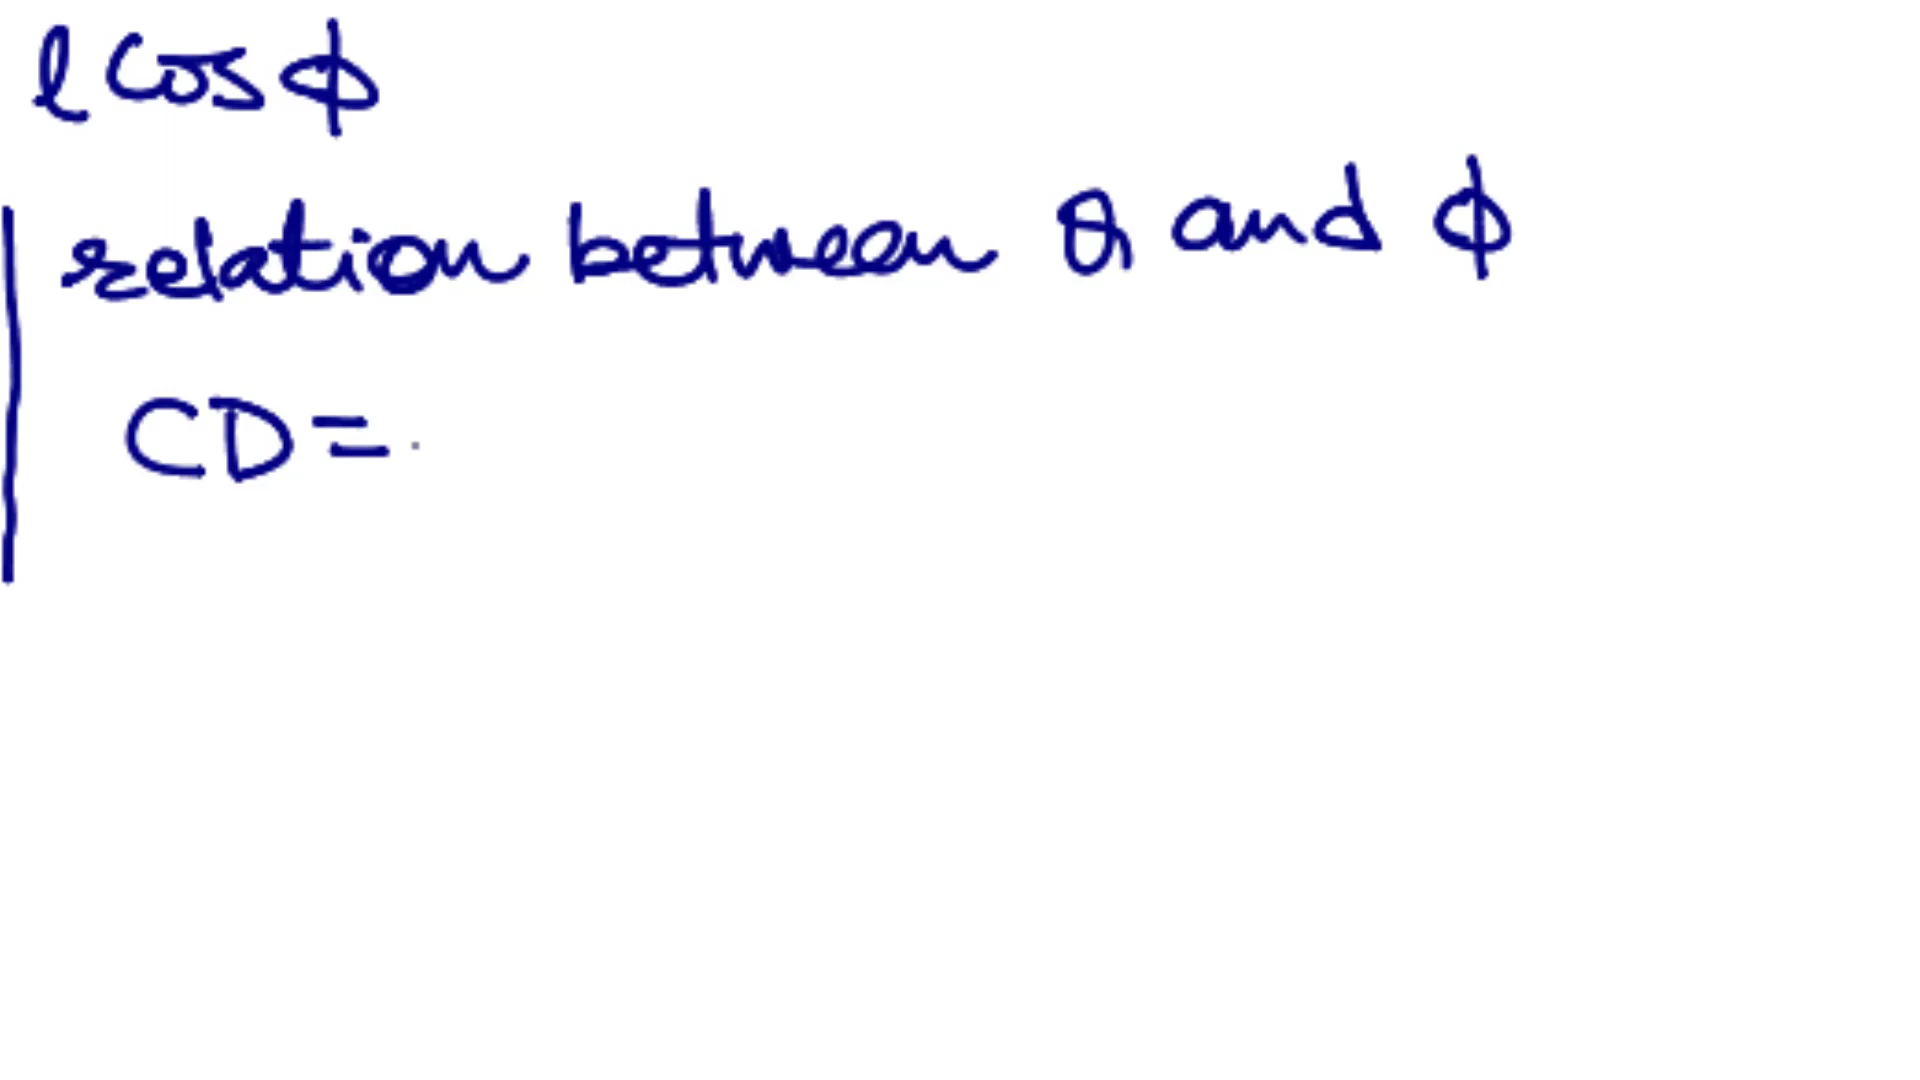 l cos ϕ
relation between θ and ϕ
CD =